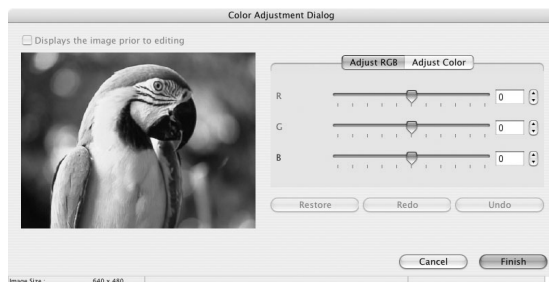 Color Adjustment Dialog
Displays the image prior to editing
Adjust RGB Adjust Color
R 0
G 0
B 0
Restore Redo Undo
Cancel Finish
Image Size : 640 x 480